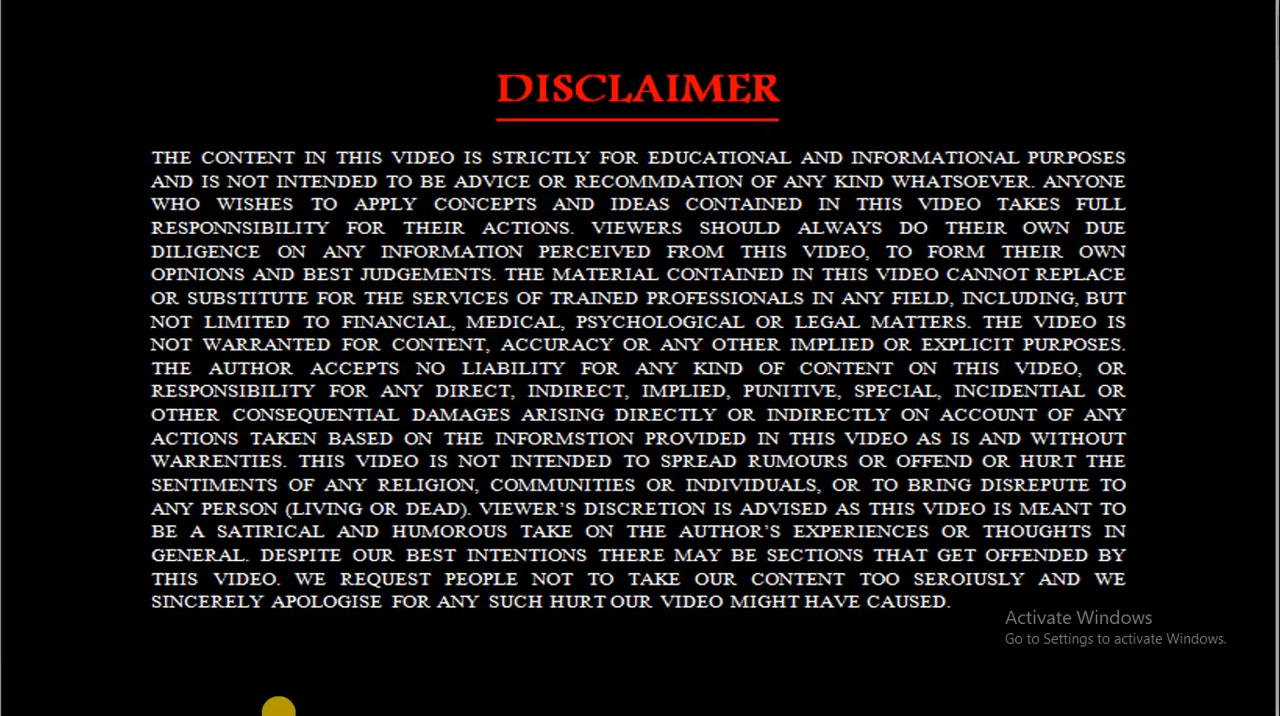 DISCLAIMER
THE CONTENT IN THIS VIDEO IS STRICTLY FOR EDUCATIONAL AND INFORMATIONAL PURPOSES
AND IS NOT INTENDED TO BE ADVICE OR RECOMMDATION OF ANY KIND WHATSOEVER. ANYONE
WHO WISHES TO APPLY CONCEPTS AND IDEAS CONTAINED IN THIS VIDEO TAKES FULL
RESPONNSIBILITY FOR THEIR ACTIONS. VIEWERS SHOULD ALWAYS DO THEIR OWN DUE
DILIGENCE ON ANY INFORMATION PERCEIVED FROM THIS VIDEO, TO FORM THEIR OWN
OPINIONS AND BEST JUDGEMENTS. THE MATERIAL CONTAINED IN THIS VIDEO CANNOT REPLACE
OR SUBSTITUTE FOR THE SERVICES OF TRAINED PROFESSIONALS IN ANY FIELD, INCLUDING, BUT
NOT LIMITED TO FINANCIAL, MEDICAL, PSYCHOLOGICAL OR LEGAL MATTERS. THE VIDEO IS
NOT WARRANTED FOR CONTENT, ACCURACY OR ANY OTHER IMPLIED OR EXPLICIT PURPOSES.
THE AUTHOR ACCEPTS NO LIABILITY FOR ANY KIND OF CONTENT ON THIS VIDEO, OR
RESPONSIBILITY FOR ANY DIRECT, INDIRECT, IMPLIED, PUNITIVE, SPECIAL, INCIDENTIAL OR
OTHER CONSEQUENTIAL DAMAGES ARISING DIRECTLY OR INDIRECTLY ON ACCOUNT OF ANY
ACTIONS TAKEN BASED ON THE INFORMSTION PROVIDED IN THIS VIDEO AS IS AND WITHOUT
WARRENTIES. THIS VIDEO IS NOT INTENDED TO SPREAD RUMOURS OR OFFEND OR HURT THE
SENTIMENTS OF ANY RELIGION, COMMUNITIES OR INDIVIDUALS, OR TO BRING DISREPUTE TO
ANY PERSON (LIVING OR DEAD). VIEWER’S DISCRETION IS ADVISED AS THIS VIDEO IS MEANT TO
BE A SATIRICAL AND HUMOROUS TAKE ON THE AUTHOR’S EXPERIENCES OR THOUGHTS IN
GENERAL. DESPITE OUR BEST INTENTIONS THERE MAY BE SECTIONS THAT GET OFFENDED BY
THIS VIDEO. WE REQUEST PEOPLE NOT TO TAKE OUR CONTENT TOO SEROIUSLY AND WE
SINCERELY APOLOGISE FOR ANY SUCH HURT OUR VIDEO MIGHT HAVE CAUSED.
Activate Windows
Go to Settings to activate Windows.